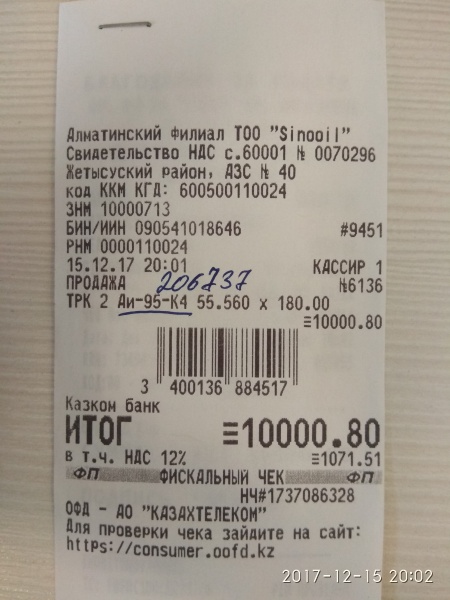 Алматинский филиал ТОО "Sinooil"
Свидетельство НДС с.60001 № 0070296
Жетысуский район, АЗС № 40
код ККМ КГД: 600500110024
ЗНМ 10000713
БИН/ИИН 090541018646 #9451
РНМ 0000110024
15.12.17 20:01 КАССИР 1
ПРОДАЖА 206737 №6136
ТРК 2 Аи-95-К4 55.560 x 180.00
≡10000.80
3 400136 884517
Казком банк
ИТОГ ≡10000.80
в т.ч. НДС 12% ≡1071.51
ФП ФИСКАЛЬНЫЙ ЧЕК ФП
НЧ#1737086328
ОФД - АО "КАЗАХТЕЛЕКОМ"
Для проверки чека зайдите на сайт:
https://consumer.oofd.kz
2017-12-15 20:02